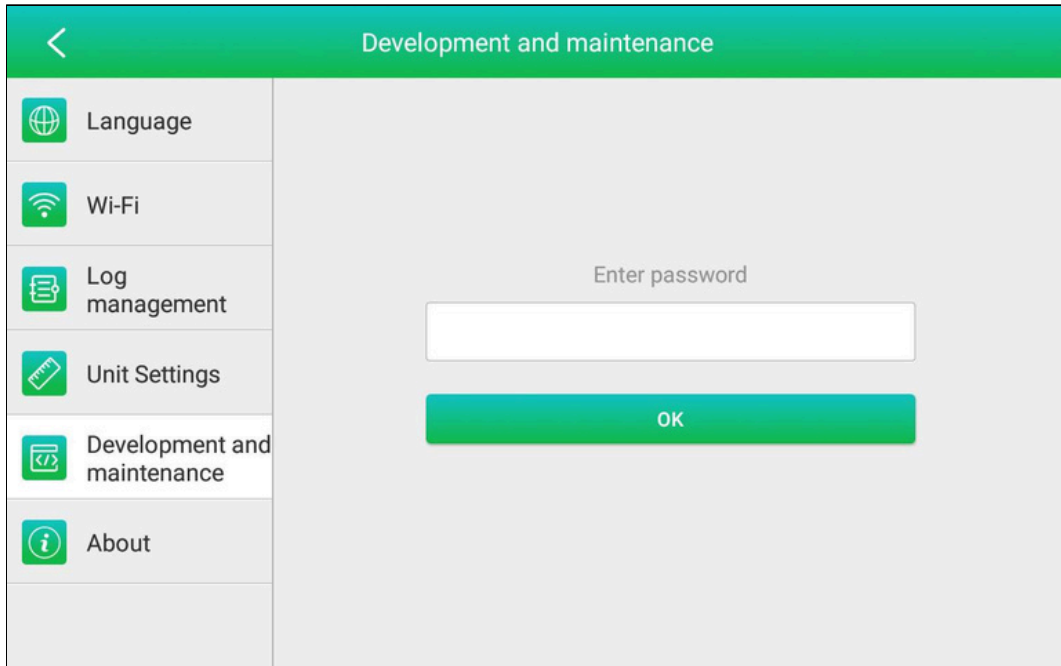 Development and maintenance
Language
Wi-Fi
Log
management
Unit Settings
Development and
maintenance
About
Enter password
OK